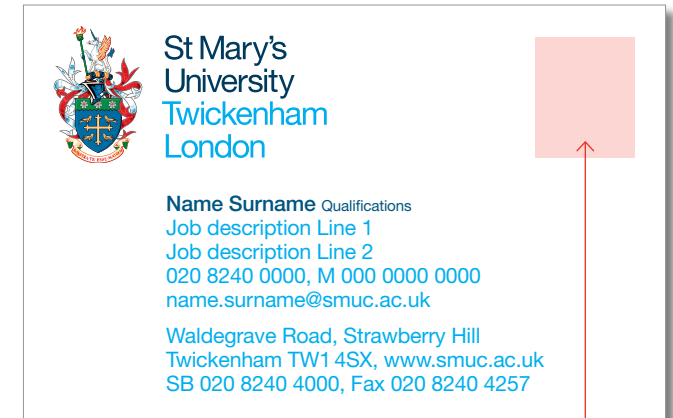 St Mary's
University
Twickenham
London
Name Surname Qualifications
Job description Line 1
Job description Line 2
020 8240 0000, M 000 0000 0000
name.surname@smuc.ac.uk
Waldegrave Road, Strawberry Hill
Twickenham TW1 4SX, www.smuc.ac.uk
SB 020 8240 4000, Fax 020 8240 4257